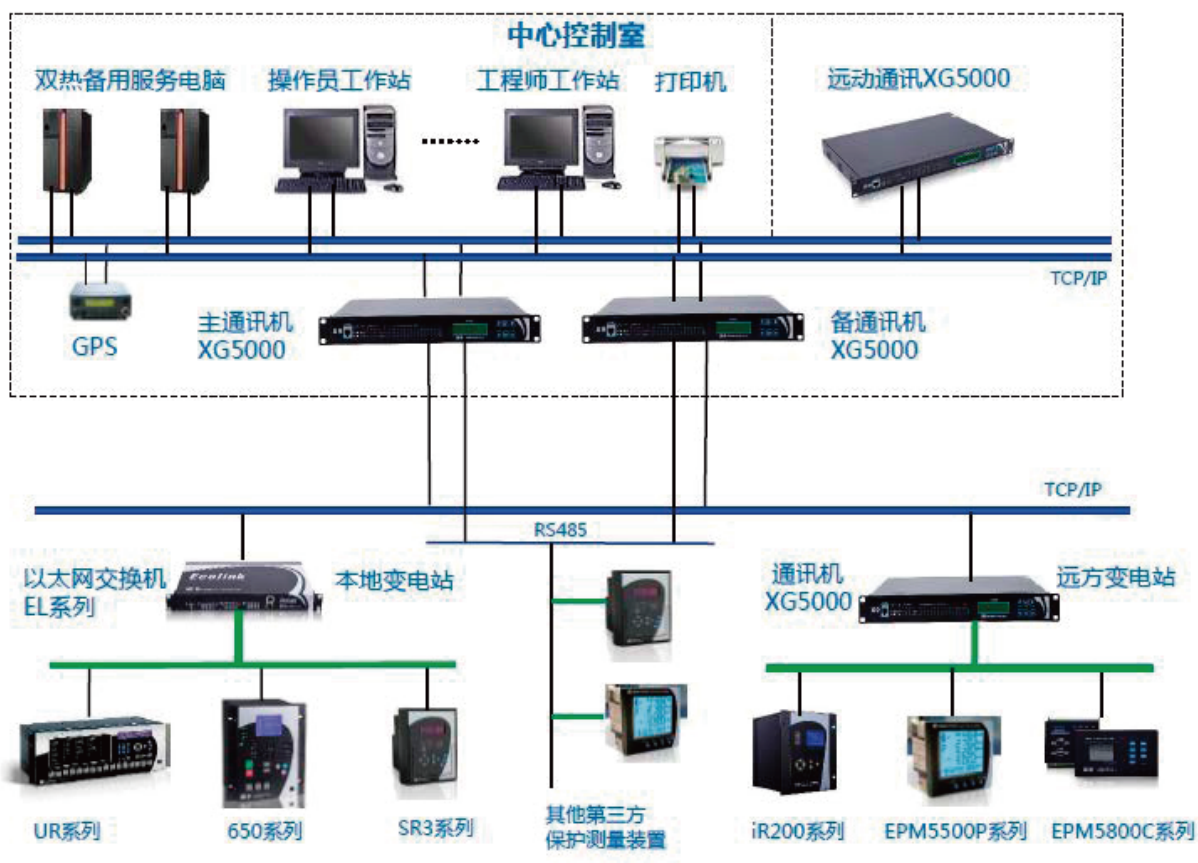 中心控制室
双热备用服务电脑
操作员工作站
工程师工作站
打印机
远动通讯XG5000
TCP/IP
GPS
主通讯机
XG5000
备通讯机
XG5000
TCP/IP
RS485
以太网交换机
EL系列
Ecolink
本地变电站
通讯机
XG5000
远方变电站
UR系列
650系列
SR3系列
其他第三方
保护测量装置
iR200系列
EPM5500P系列
EPM5800C系列